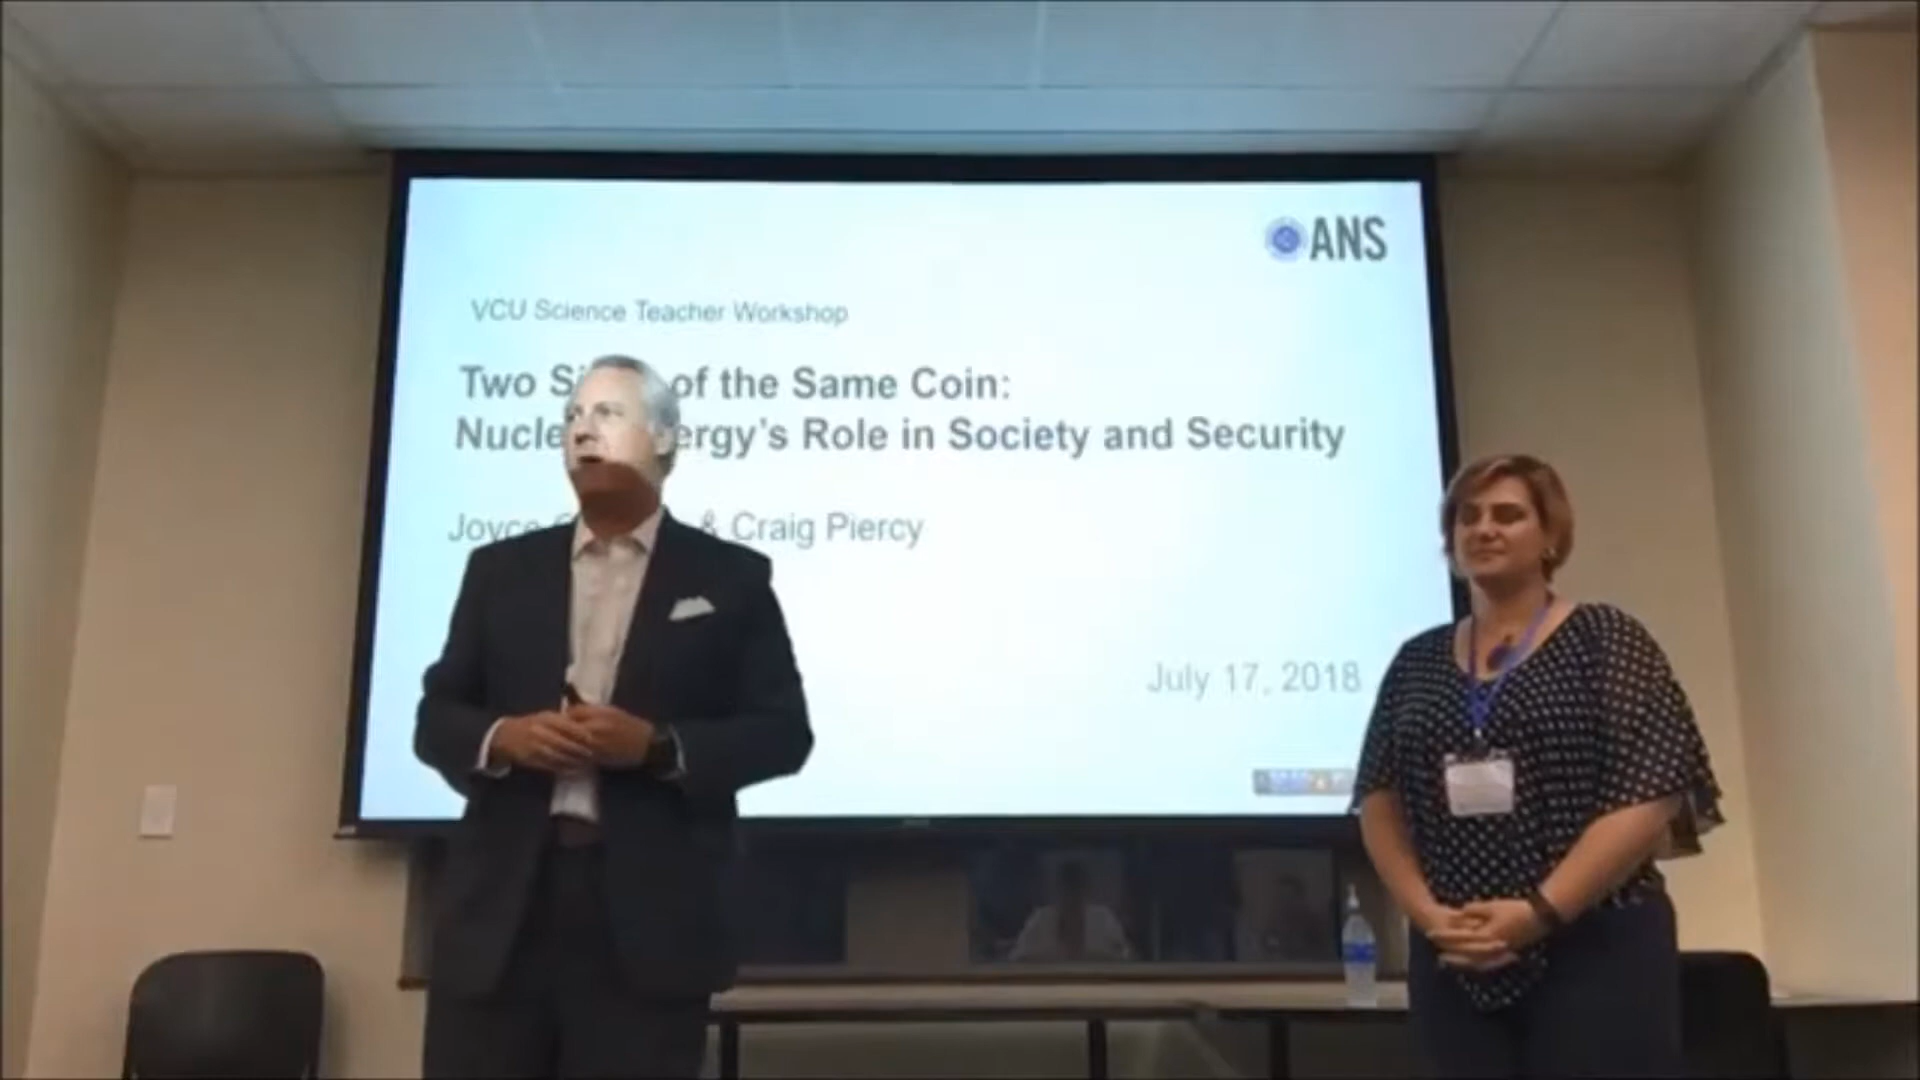 ANS
VCU Science Teacher Workshop
Two Si of the Same Coin:
Nucle ergy's Role in Society and Security
Joyce & Craig Piercy
July 17, 2018